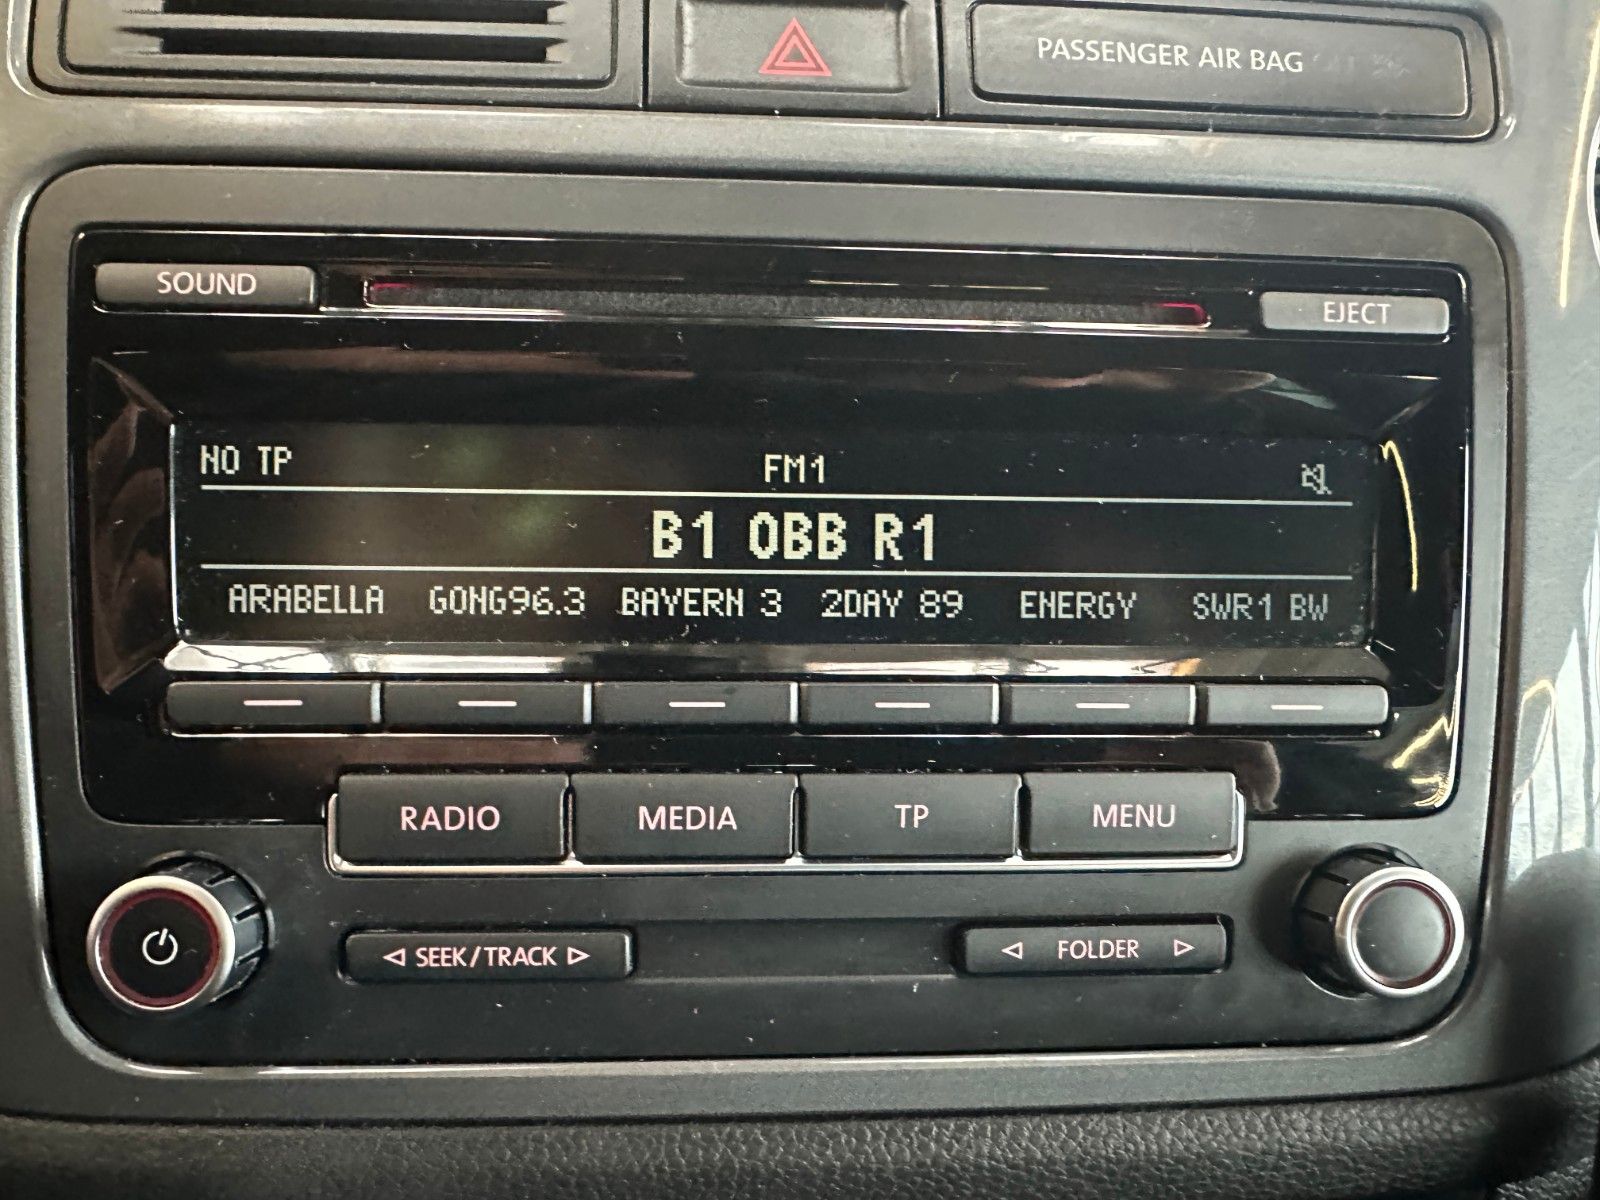 PASSENGER AIR BAG
SOUND
EJECT
NO TP FM1
B1 OBB R1
ARABELLA GONG96.3 BAYERN 3 2DAY 89 ENERGY SWR1 BW
RADIO MEDIA TP MENU
SEEK/TRACK FOLDER